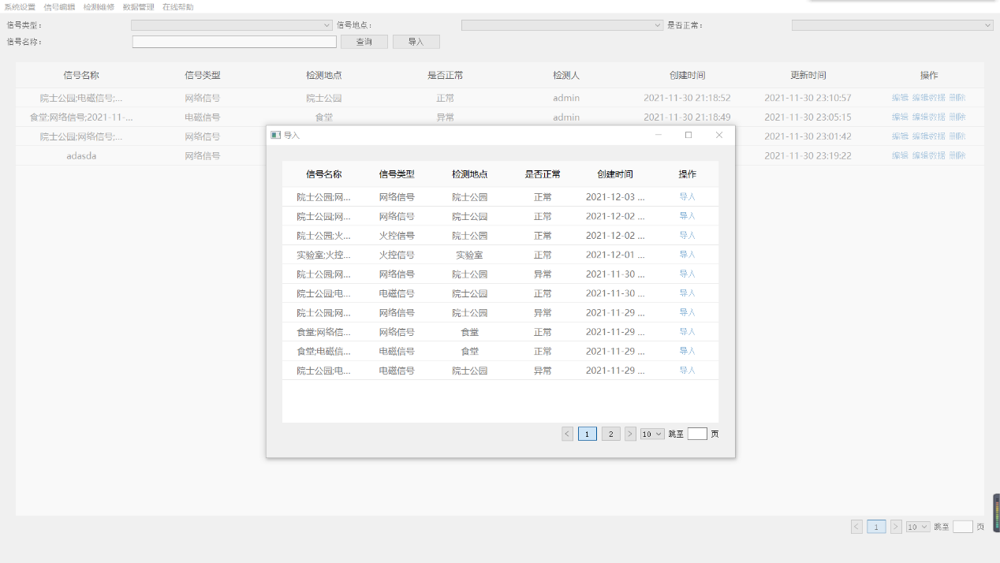 系统设置 信号编辑 检测维修 数据管理 在线帮助
信号类型: 信号地点: 是否正常:
信号名称: 查询 导入
信号名称 信号类型 检测地点 是否正常 检测人 创建时间 更新时间 操作
院士公园;电磁信号;... 网络信号 院士公园 正常 admin 2021-11-30 21:18:52 2021-11-30 23:10:57 编辑 编辑数据 删除
食堂;网络信号;2021-11-... 电磁信号 食堂 异常 admin 2021-11-30 21:18:49 2021-11-30 23:05:15 编辑 编辑数据 删除
院士公园;网络信号;... 网络信号 2021-11-30 23:01:42 编辑 编辑数据 删除
adasda 网络信号 2021-11-30 23:19:22 编辑 编辑数据 删除
导入
信号名称 信号类型 检测地点 是否正常 创建时间 操作
院士公园;网... 网络信号 院士公园 正常 2021-12-03 ... 导入
院士公园;网... 网络信号 院士公园 正常 2021-12-02 ... 导入
院士公园;火... 火控信号 院士公园 正常 2021-12-02 ... 导入
实验室;火控... 火控信号 实验室 正常 2021-12-01 ... 导入
院士公园;网... 网络信号 院士公园 异常 2021-11-30 ... 导入
院士公园;电... 电磁信号 院士公园 正常 2021-11-30 ... 导入
院士公园;网... 网络信号 院士公园 异常 2021-11-29 ... 导入
食堂;网络信... 网络信号 食堂 正常 2021-11-29 ... 导入
食堂;电磁信... 电磁信号 食堂 正常 2021-11-29 ... 导入
院士公园;电... 电磁信号 院士公园 异常 2021-11-29 ... 导入
< 1 2 > 10 跳至 页
< 1 > 10 跳至 页